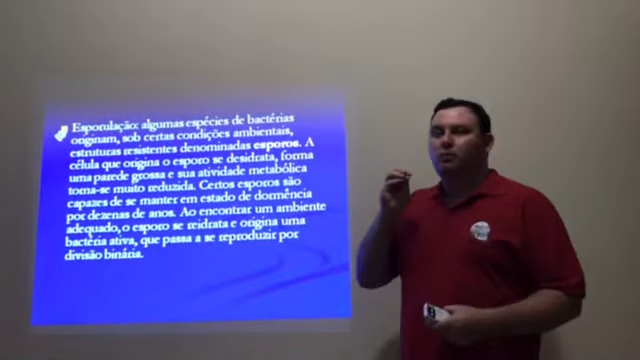 Esporulação: algumas espécies de bactérias
originam, sob certas condições ambientais,
estruturas resistentes denominadas esporos. A
célula que origina o esporo se desidrata, forma
uma parede grossa e sua atividade metabólica
torna-se muito reduzida. Certos esporos são
capazes de se manter em estado de dormência
por dezenas de anos. Ao encontrar um ambiente
adequado, o esporo se reidrata e origina uma
bactéria ativa, que passa a se reproduzir por
divisão binária.